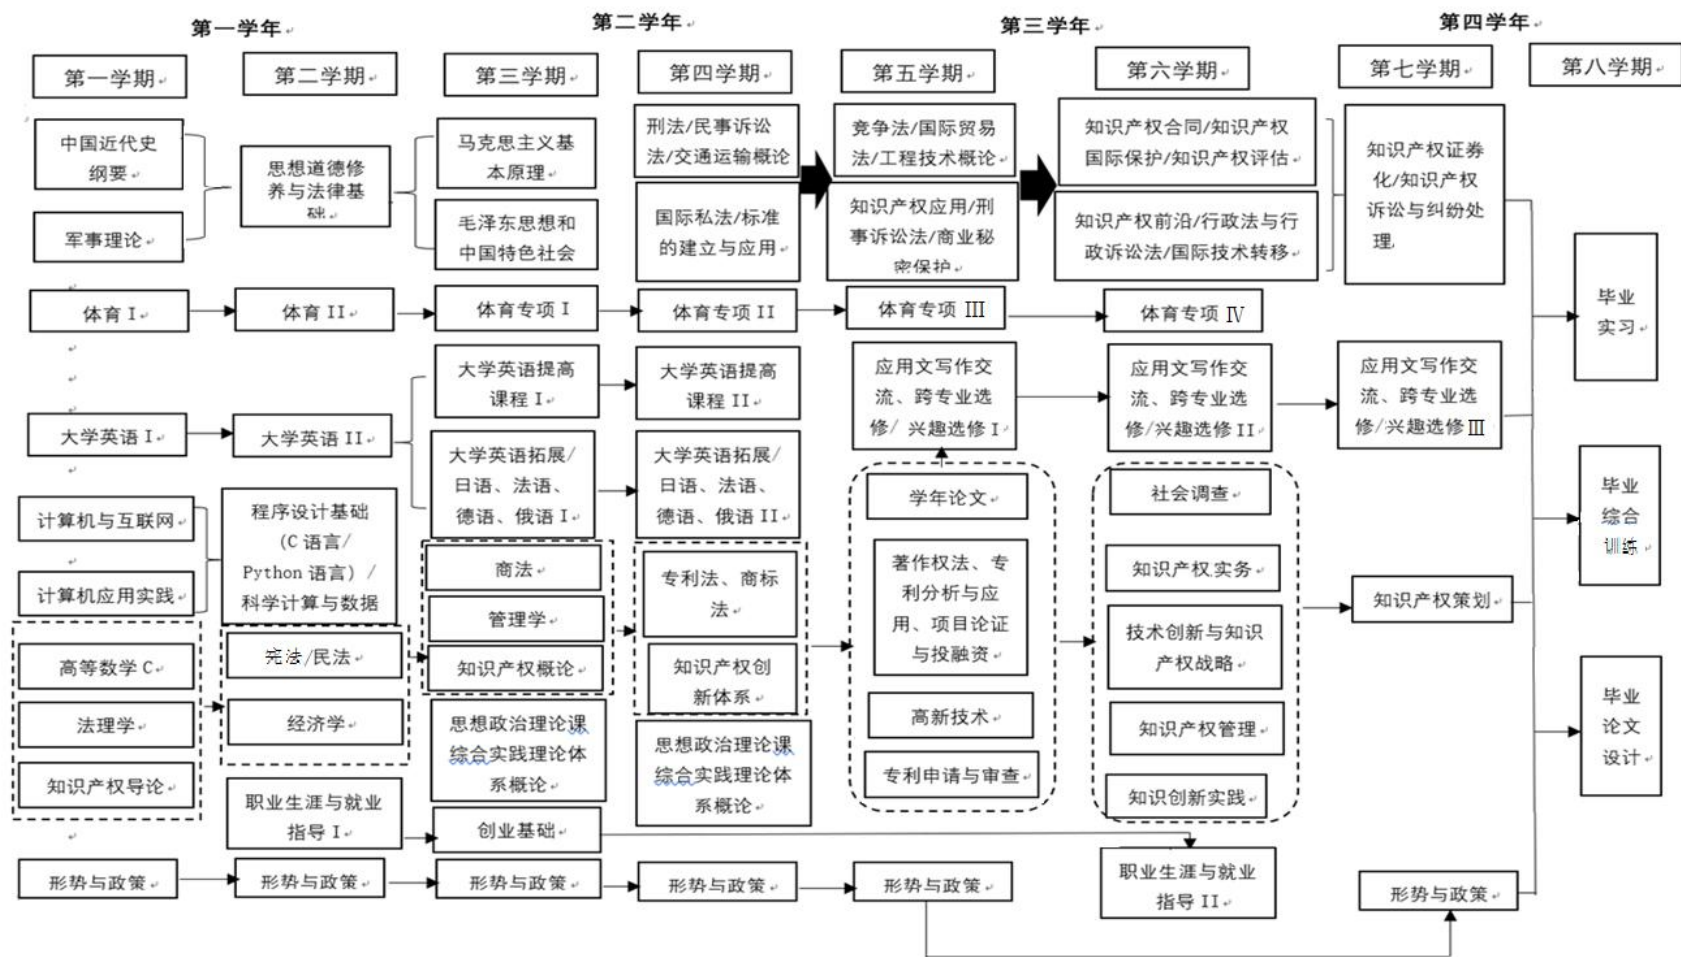 第一学年
第二学年
第三学年
第四学年
第一学期
第二学期
第三学期
第四学期
第五学期
第六学期
第七学期
第八学期
中国近代史
纲要
军事理论
思想道德修
养与法律基
础
马克思主义基
本原理
毛泽东思想和
中国特色社会
刑法/民事诉讼
法/交通运输概论
国际私法/标准
的建立与应用
竞争法/国际贸易
法/工程技术概论
知识产权应用/刑
事诉讼法/商业秘
密保护
知识产权合同/知识产权
国际保护/知识产权评估
知识产权前沿/行政法与行
政诉讼法/国际技术转移
知识产权证券
化/知识产权
诉讼与纠纷处
理
体育 I
体育 II
体育专项 I
体育专项 II
体育专项 III
体育专项 IV
毕业
实习
大学英语 I
大学英语 II
大学英语提高
课程 I
大学英语提高
课程 II
应用文写作交
流、跨专业选
修/ 兴趣选修 I
应用文写作交
流、跨专业选
修/兴趣选修 II
应用文写作交
流、跨专业选
修/兴趣选修 III
大学英语拓展/
日语、法语、
德语、俄语 I
大学英语拓展/
日语、法语、
德语、俄语 II
计算机与互联网
计算机应用实践
程序设计基础
（C 语言/
Python 语言）/
科学计算与数据
商法
管理学
知识产权概论
专利法、商标
法
知识产权创
新体系
学年论文
著作权法、专
利分析与应
用、项目论证
与投融资
高新技术
专利申请与审查
社会调查
知识产权实务
技术创新与知识
产权战略
知识产权管理
知识创新实践
知识产权策划
毕业
综合
训练
高等数学 C
法理学
知识产权导论
宪法/民法
经济学
思想政治理论课
综合实践理论体
系概论
思想政治理论课
综合实践理论体
系概论
毕业
论文
设计
职业生涯与就业
指导 I
创业基础
职业生涯与就业
指导 II
形势与政策
形势与政策
形势与政策
形势与政策
形势与政策
形势与政策